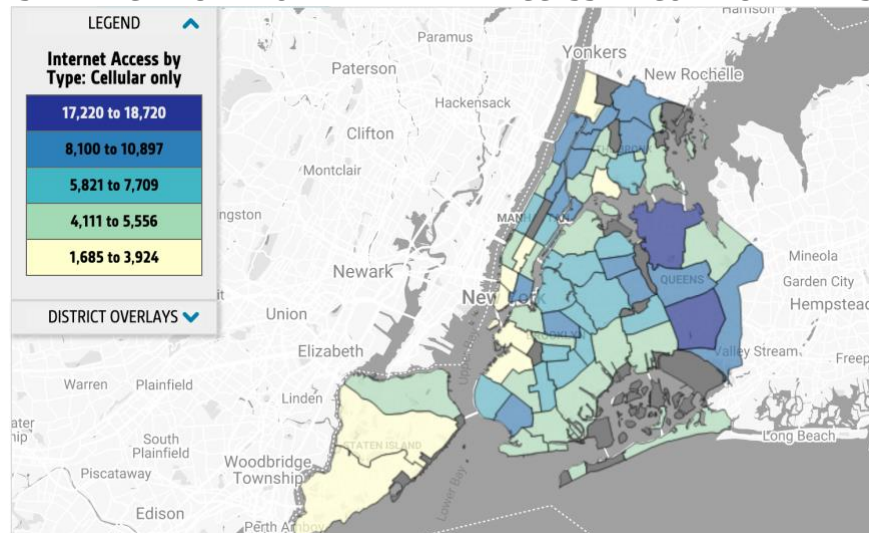 LEGEND
Internet Access by
Type: Cellular only
17,220 to 18,720
8,100 to 10,897
5,821 to 7,709
4,111 to 5,556
1,685 to 3,924
DISTRICT OVERLAYS
Harrison
Paramus
Yonkers
Paterson
New Rochelle
Hackensack
Clifton
Montclair
ngston
Mineola
Newark
QUEENS
Garden City
New York
Hempstead
Union
Elizabeth
Valley Stream
Freep
Warren
Plainfield
Linden
South
Plainfield
STATEN ISLAND
Long Beach
Woodbridge
Township
Piscataway
Lower Bay
Edison
Perth Amboy